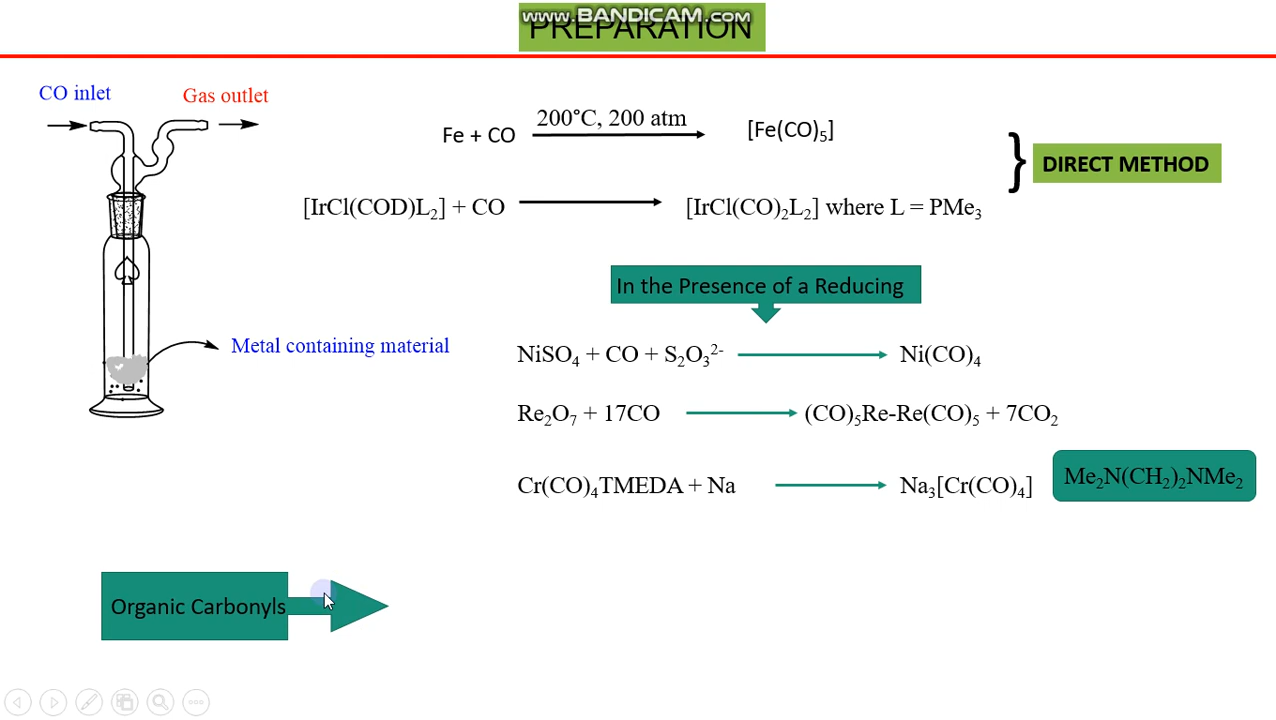 www.BANDICAM.com
PREPARATION
CO inlet
Gas outlet
Fe + CO
200°C, 200 atm
[Fe(CO)₅]
}
DIRECT METHOD
[IrCl(COD)L₂] + CO
[IrCl(CO)₂L₂] where L = PMe₃
In the Presence of a Reducing
Metal containing material
NiSO₄ + CO + S₂O₃²⁻
Ni(CO)₄
Re₂O₇ + 17CO
(CO)₅Re-Re(CO)₅ + 7CO₂
Cr(CO)₄TMEDA + Na
Na₃[Cr(CO)₄]
Me₂N(CH₂)₂NMe₂
Organic Carbonyls